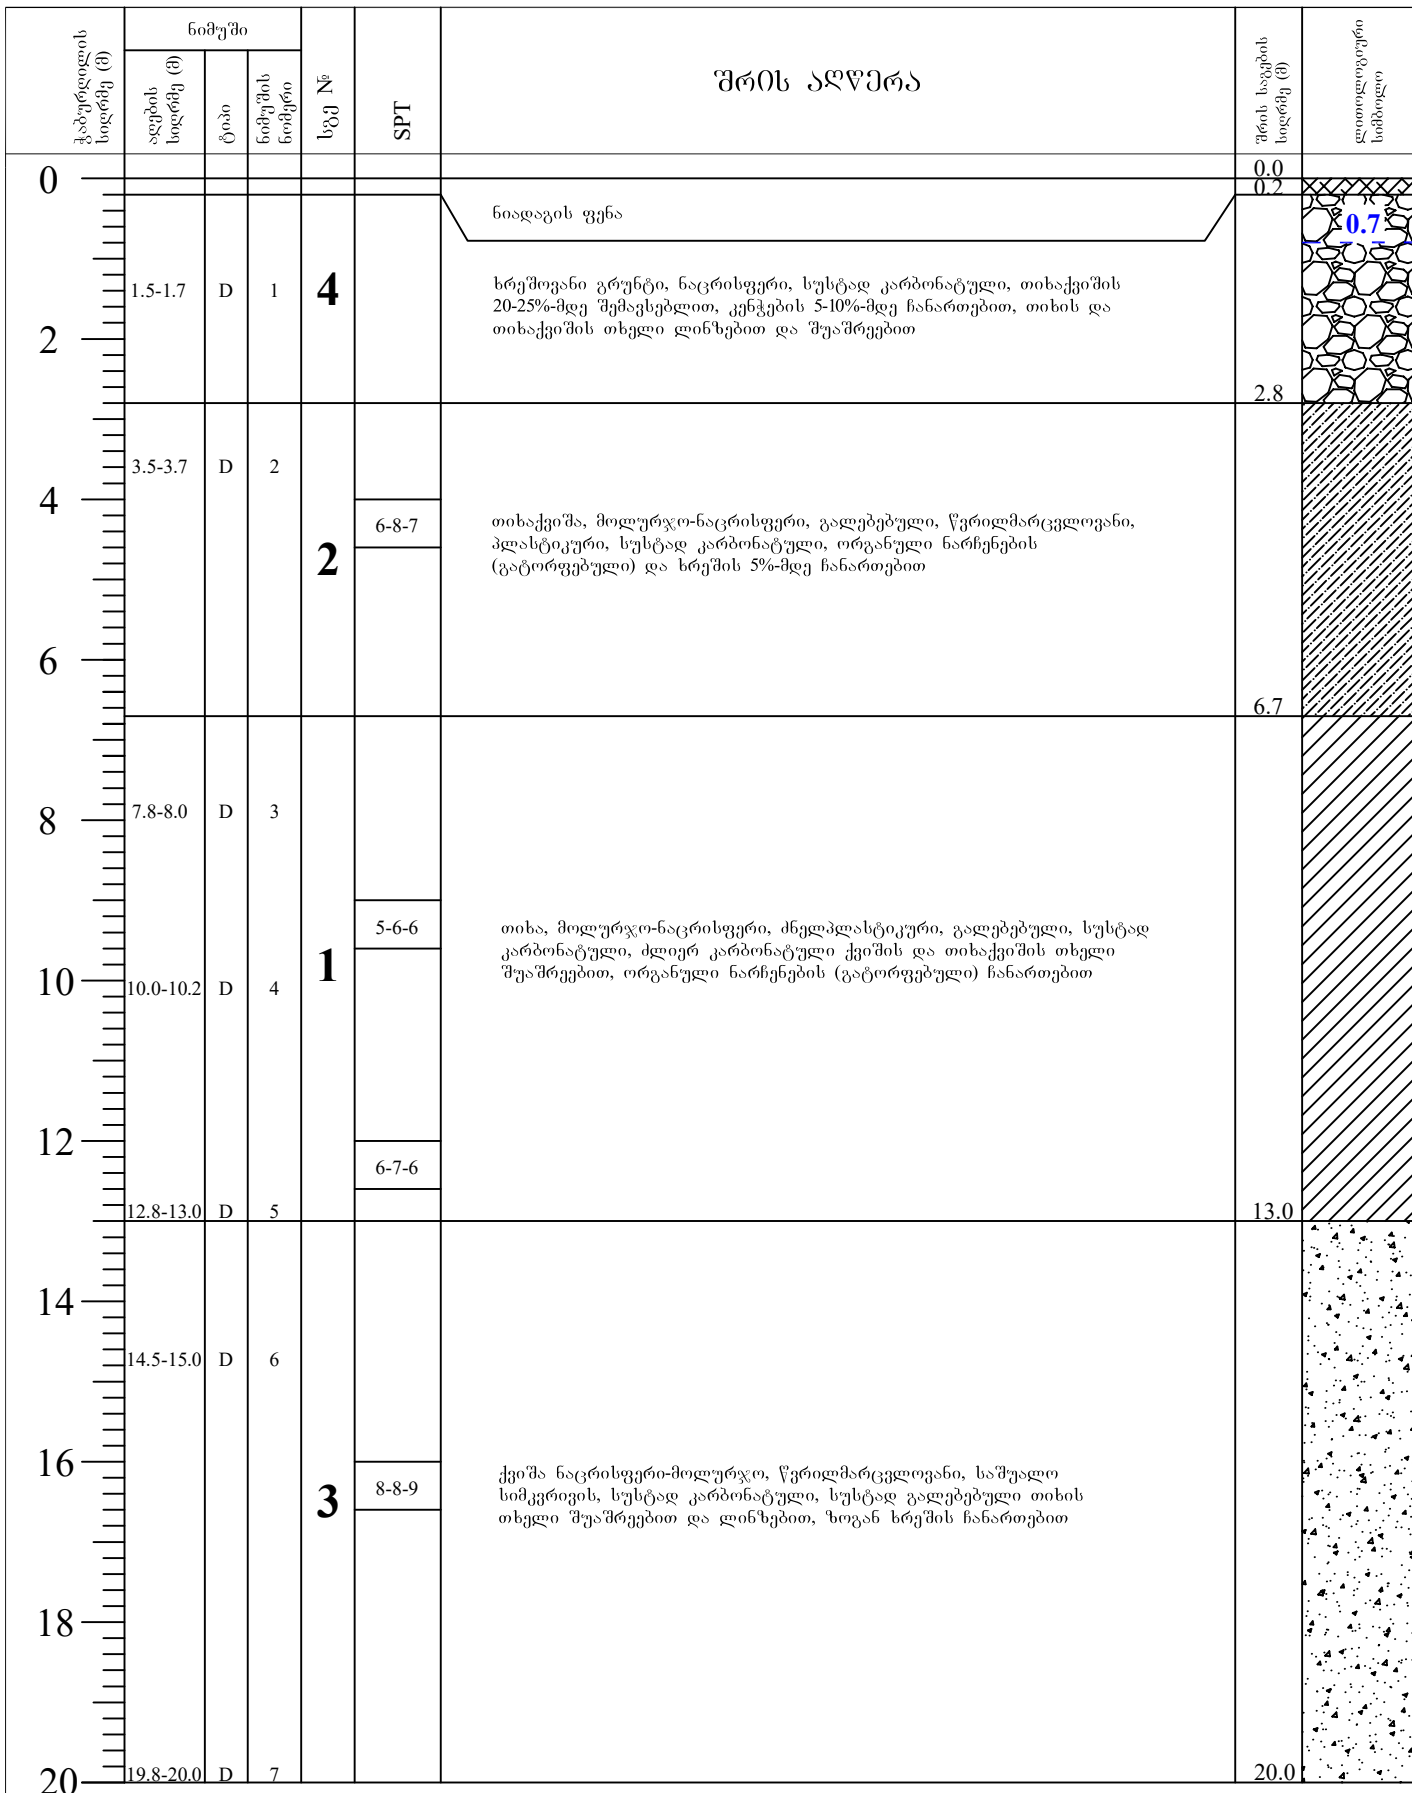 ჭაბურღილის
სიღრმე (მ)
ნიმუში
აღების
სიღრმე (მ)
ტიპი
ნიმუშის
ნომერი
სგე №
SPT
შრის აღწერა
შრის საგების
სიღრმე (მ)
ლითოლოგიური
სიმბოლო
0
0.0
0.2
ნიადაგის ფენა
0.7
1.5-1.7 D 1
4
ხრეშოვანი გრუნტი, ნაცრისფერი, სუსტად კარბონატული, თიხაქვიშის
20-25%-მდე შემავსებლით, კენჭების 5-10%-მდე ჩანართებით, თიხის და
თიხაქვიშის თხელი ლინზებით და შუაშრეებით
2
2.8
3.5-3.7 D 2
4
6-8-7
2
თიხაქვიშა, მოლურჯო-ნაცრისფერი, გალებებული, წვრილმარცვლოვანი,
პლასტიკური, სუსტად კარბონატული, ორგანული ნარჩენების
(გატორფებული) და ხრეშის 5%-მდე ჩანართებით
6
6.7
8
7.8-8.0 D 3
5-6-6
1
თიხა, მოლურჯო-ნაცრისფერი, ძნელპლასტიკური, გალებებული, სუსტად
კარბონატული, ძლიერ კარბონატული ქვიშის და თიხაქვიშის თხელი
შუაშრეებით, ორგანული ნარჩენების (გატორფებული) ჩანართებით
10
10.0-10.2 D 4
12
6-7-6
12.8-13.0 D 5
13.0
14
14.5-15.0 D 6
16
8-8-9
3
ქვიშა ნაცრისფერი-მოლურჯო, წვრილმარცვლოვანი, საშუალო
სიმკვრივის, სუსტად კარბონატული, სუსტად გალებებული თიხის
თხელი შუაშრეებით და ლინზებით, ზოგან ხრეშის ჩანართებით
18
20
19.8-20.0 D 7
20.0